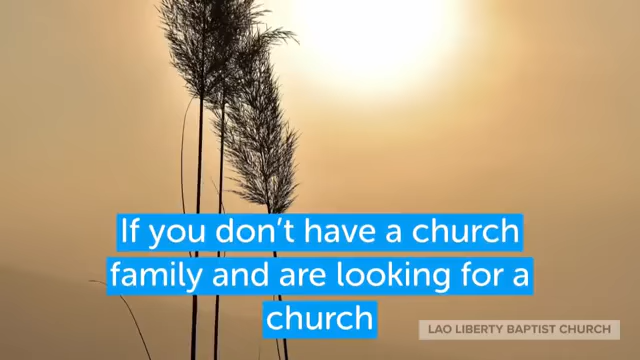 If you don’t have a church
family and are looking for a
church
LAO LIBERTY BAPTIST CHURCH